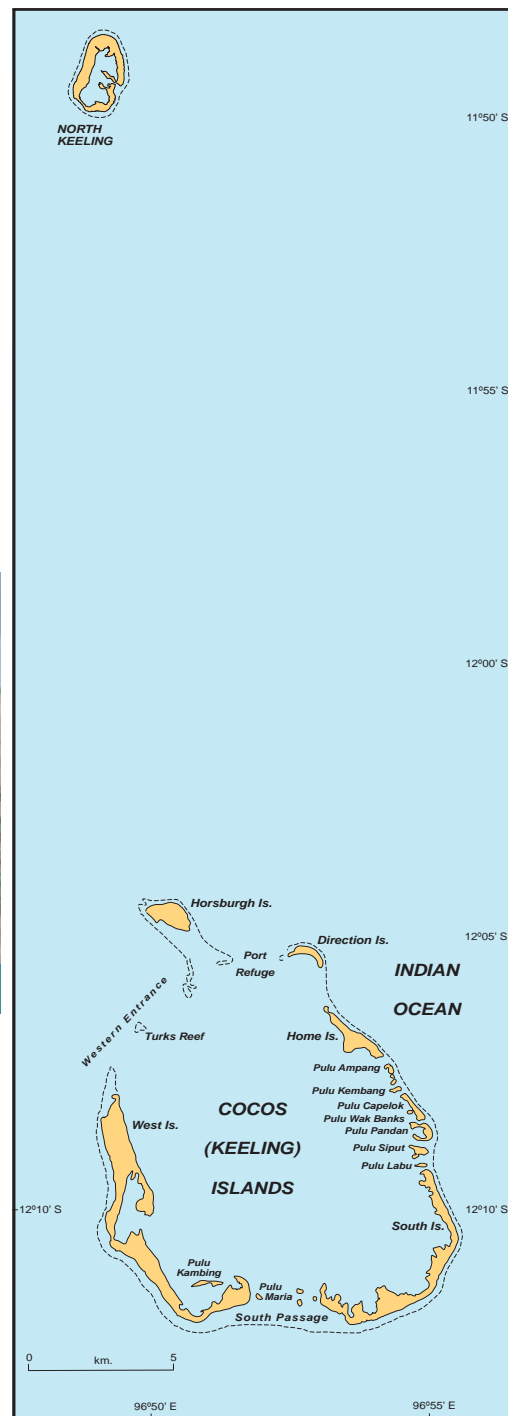 11º50' S
NORTH
KEELING
11º55' S
12º00' S
Horsburgh Is.
12º05' S
Direction Is.
Port
Refuge
INDIAN
OCEAN
Western Entrance
Turks Reef
Home Is.
Pulu Ampang
Pulu Kembang
Pulu Capelok
Pulu Wak Banks
Pulu Pandan
Pulu Siput
Pulu Labu
West Is.
COCOS
(KEELING)
ISLANDS
12º10' S
12º10' S
South Is.
Pulu
Kambing
Pulu
Maria
South Passage
0 5
km.
96º50' E
96º55' E